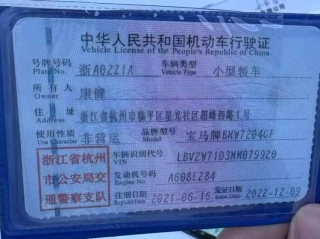 中华人民共和国机动车行驶证
Vehicle License of the People's Republic of China
号牌号码 浙A02Z1A 车辆类型 小型轿车
Plate No. Vehicle Type
所有人 康健
Owner
住址 浙江省杭州市临平区星光社区超峰西路1号
Address
使用性质 非营运 品牌型号 宝马牌BMW7204GF
Use Character Model
浙江省杭州 车辆识别代号 LBV2W7103MM079920
VIN
市公安局交 发动机号码 A608E284
Engine No.
通警察支队 注册日期 2021-06-16 发证日期 2022-12-09
Register Date Issue Date